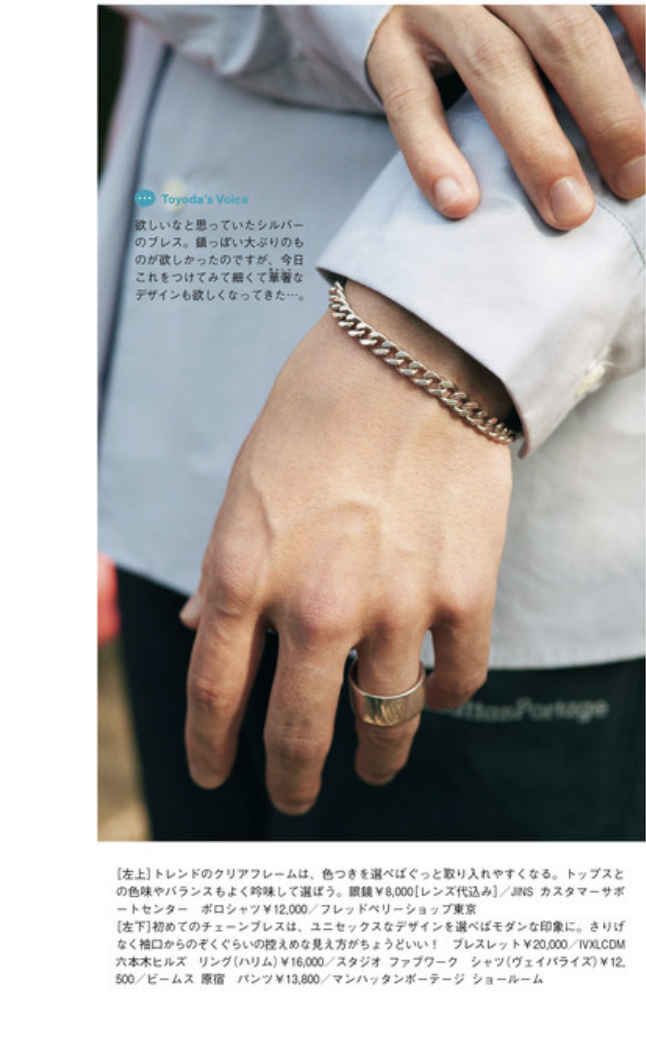 Toyoda's Voice
欲しいなと思っていたシルバー
のブレス。鎖っぽい大ぶりのも
のが欲しかったのですが、今日
これをつけてみて細くて華奢な
デザインも欲しくなってきた…。
Portage
[左上]トレンドのクリアフレームは、色つきを選べばぐっと取り入れやすくなる。トップスと
の色味やバランスもよく吟味して選ぼう。眼鏡¥8,000[レンズ代込み]／JINS カスタマーサポ
ートセンター ポロシャツ¥12,000／フレッドペリーショップ東京
[左下]初めてのチェーンブレスは、ユニセックスなデザインを選べばモダンな印象に。さりげ
なく袖口からのぞくぐらいの控えめな見え方がちょうどいい！ ブレスレット¥20,000／IVXLCDM
六本木ヒルズ リング(ハリム)¥16,000／スタジオ ファブワーク シャツ(ヴェイパライズ)¥12,
500／ビームス 原宿 パンツ¥13,800／マンハッタンポーテージ ショールーム